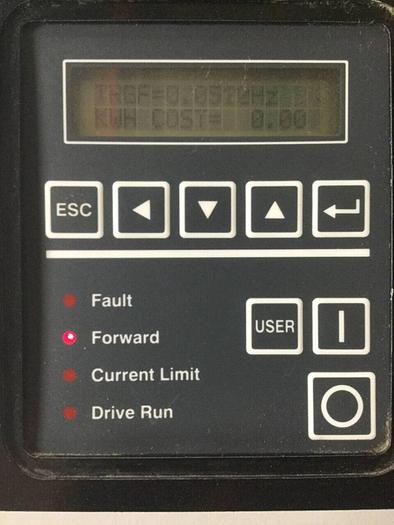 KWH COST= 0.00
ESC
Fault
Forward
USER
Current Limit
Drive Run